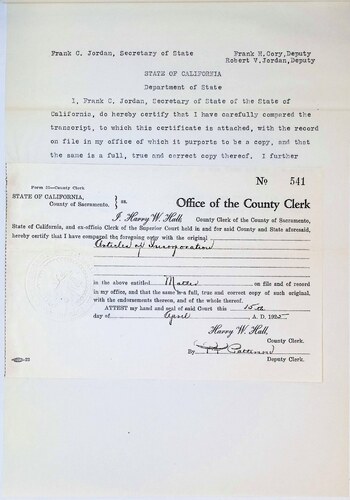 Frank C. Jordan, Secretary of State Frank H. Cory, Deputy
Robert V. Jordan, Deputy
STATE OF CALIFORNIA
Department of State
I, Frank C. Jordan, Secretary of State of the State of
California, do hereby certify that I have carefully compared the
transcript, to which this certificate is attached, with the record
on file in my office of which it purports to be a copy, and that
the same is a full, true and correct copy thereof. I further
No 541
Form 23—County Clerk.
STATE OF CALIFORNIA, County of Sacramento. } ss.
Office of the County Clerk
I, Harry W. Hall, County Clerk of the County of Sacramento,
State of California, and ex-officio Clerk of the Superior Court held in and for said County and State aforesaid,
hereby certify that I have compared the foregoing copy with the original
Articles of Incorporation
in the above entitled Matter on file and of record
in my office, and that the same is a full, true and correct copy of such original,
with the endorsements thereon, and of the whole thereof.
ATTEST my hand and seal of said Court this 15th
day of April, A. D. 1925
Harry W. Hall,
County Clerk.
By Patterson
Deputy Clerk.